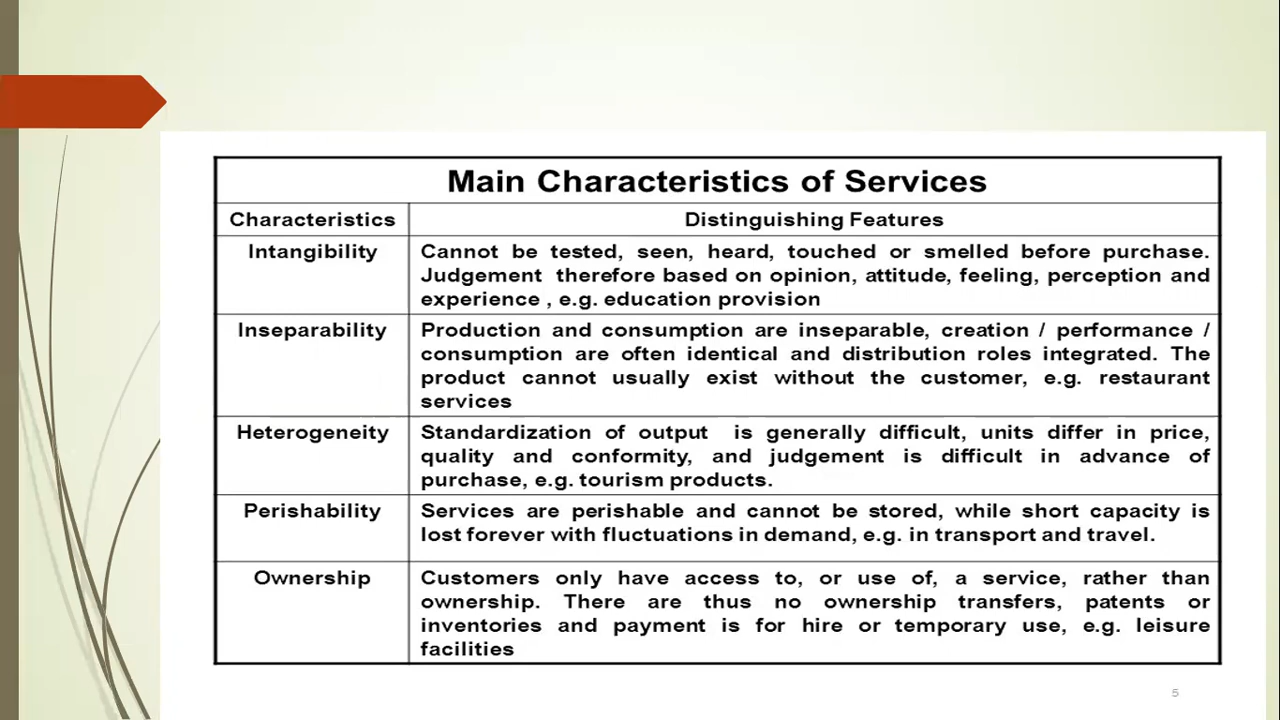 Main Characteristics of Services
Characteristics
Distinguishing Features
Intangibility
Cannot be tested, seen, heard, touched or smelled before purchase.
Judgement therefore based on opinion, attitude, feeling, perception and
experience , e.g. education provision
Inseparability
Production and consumption are inseparable, creation / performance /
consumption are often identical and distribution roles integrated. The
product cannot usually exist without the customer, e.g. restaurant
services
Heterogeneity
Standardization of output is generally difficult, units differ in price,
quality and conformity, and judgement is difficult in advance of
purchase, e.g. tourism products.
Perishability
Services are perishable and cannot be stored, while short capacity is
lost forever with fluctuations in demand, e.g. in transport and travel.
Ownership
Customers only have access to, or use of, a service, rather than
ownership. There are thus no ownership transfers, patents or
inventories and payment is for hire or temporary use, e.g. leisure
facilities
5